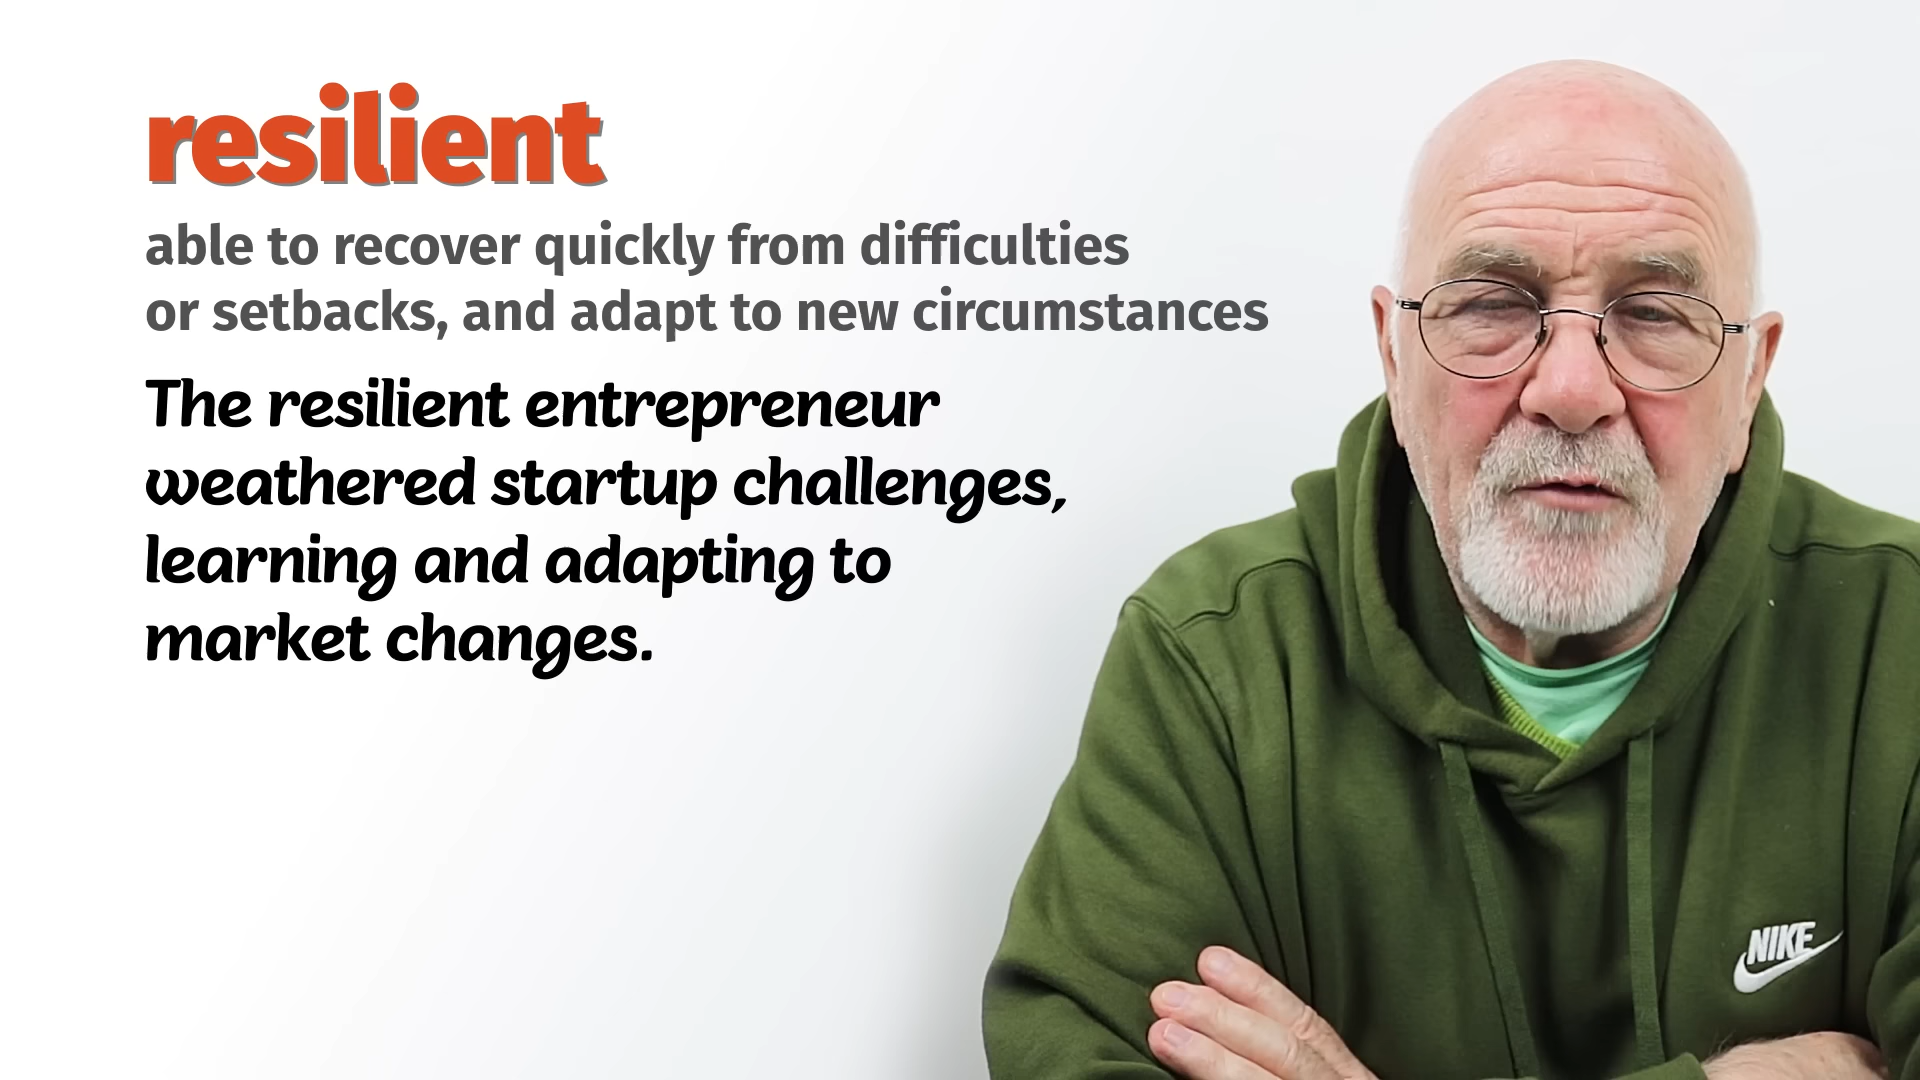 resilient
able to recover quickly from difficulties
or setbacks, and adapt to new circumstances
The resilient entrepreneur
weathered startup challenges,
learning and adapting to
market changes.
NIKE